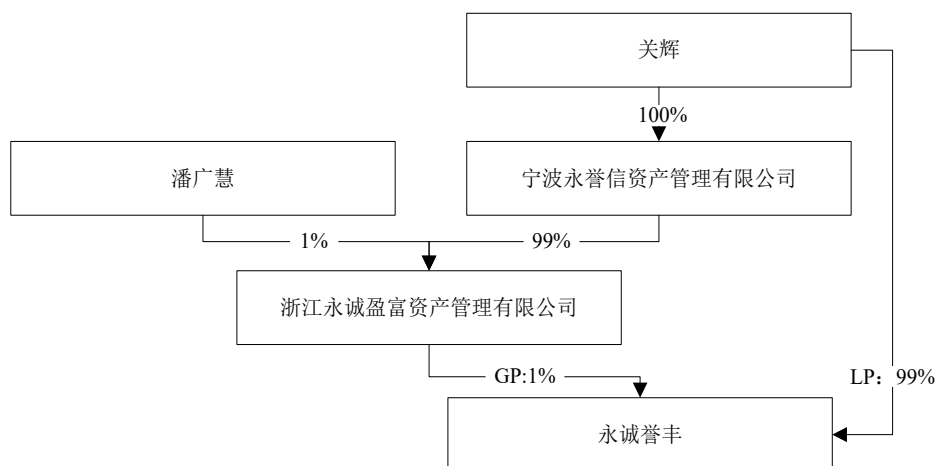 关辉
100%
潘广慧
宁波永誉信资产管理有限公司
1%
99%
浙江永诚盈富资产管理有限公司
GP:1%
LP：99%
永诚誉丰